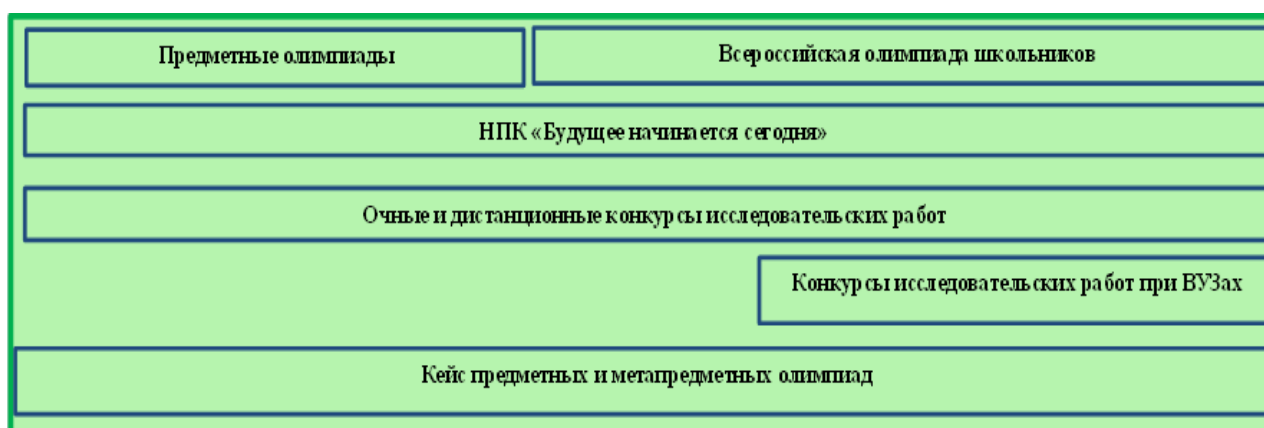 Предметные олимпиады
Всероссийская олимпиада школьников
НПК «Будущее начинается сегодня»
Очные и дистанционные конкурсы исследовательских работ
Конкурсы исследовательских работ при ВУЗах
Кейс предметных и метапредметных олимпиад